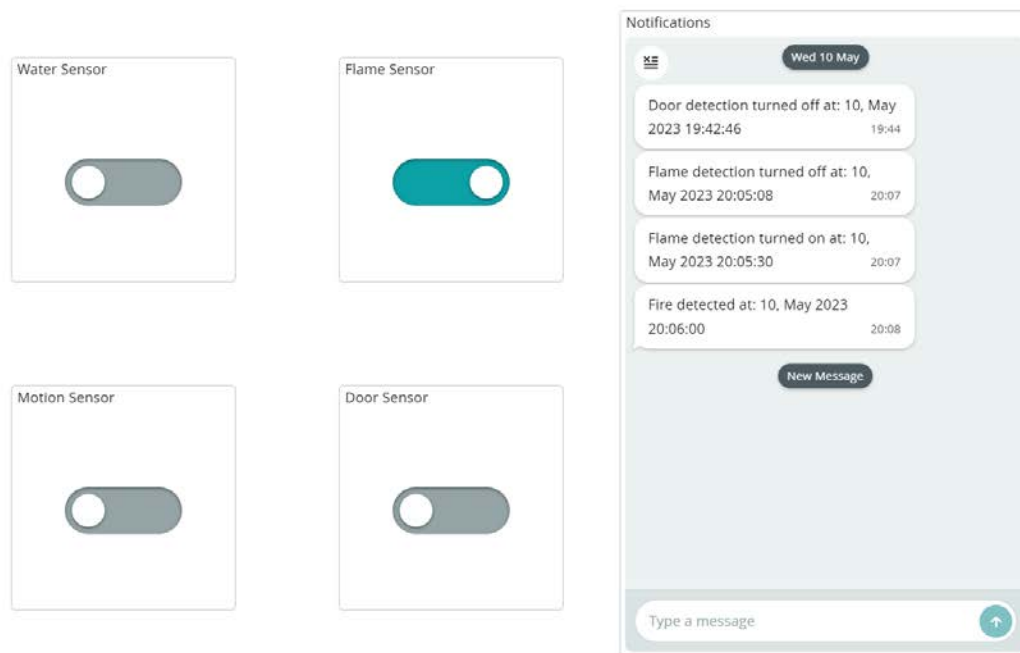 Water Sensor
Flame Sensor
Motion Sensor
Door Sensor
Notifications
Wed 10 May
Door detection turned off at: 10, May
2023 19:42:46
19:44
Flame detection turned off at: 10,
May 2023 20:05:08
20:07
Flame detection turned on at: 10,
May 2023 20:05:30
20:07
Fire detected at: 10, May 2023
20:06:00
20:08
New Message
Type a message